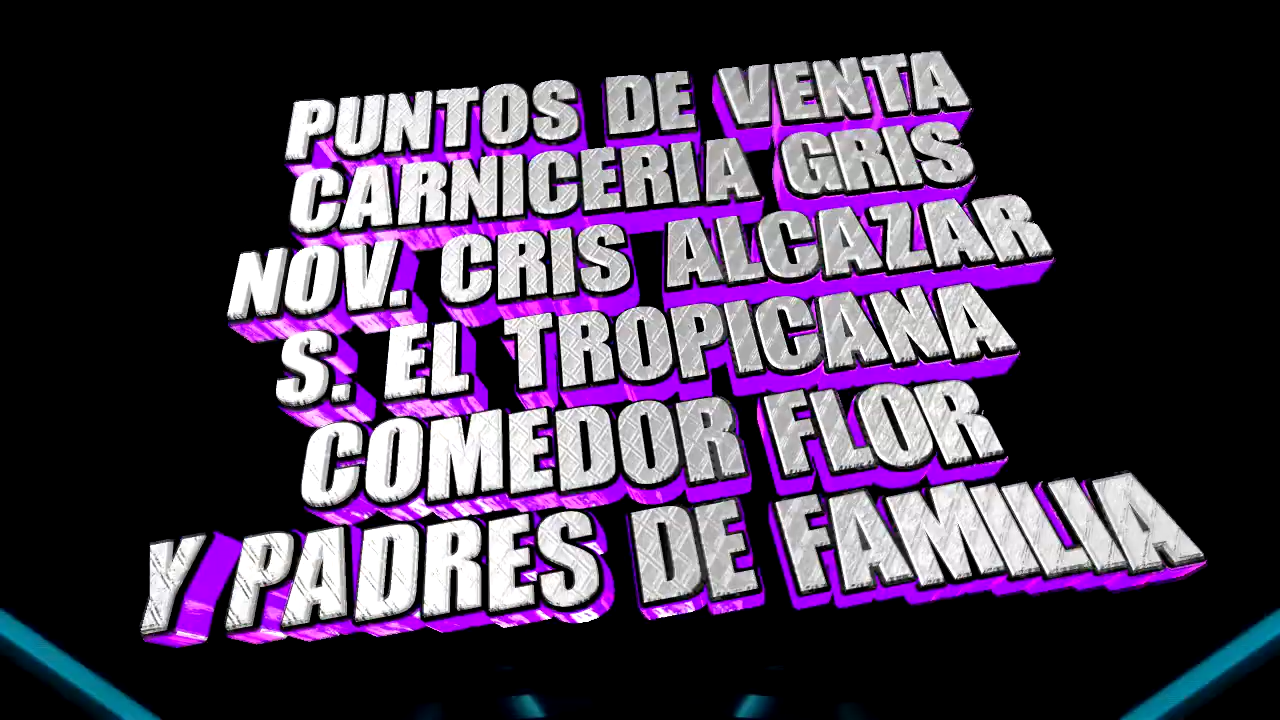 PUNTOS DE VENTA
CARNICERIA GRIS
NOV. CRIS ALCAZAR
S. EL TROPICANA
COMEDOR FLOR
Y PADRES DE FAMILIA